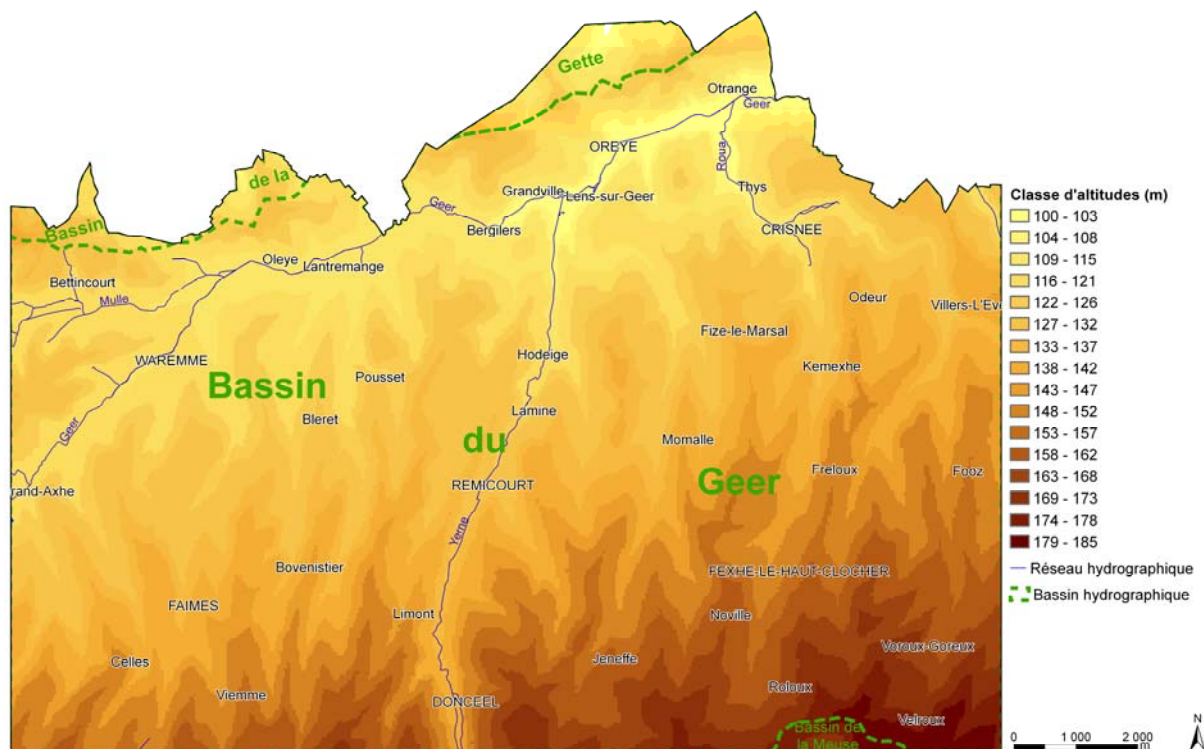 Gette
Otrange
Geer
OREYE
Roua
de la
Grandville
Lens-sur-Geer
Thys
Geer
Bassin
Bergilers
CRISNEE
Oleye
Lantremange
Bettincourt
Mulle
Odeur
Villers-L'Eve
Fize-le-Marsal
WAREMME
Hodeige
Kemexhe
Bassin
Pousset
Bleret
Lamine
Geer
du
Momalle
Geer
Freloux
Fooz
rand-Axhe
REMICOURT
Yerne
Bovenistier
FEXHE-LE-HAUT-CLOCHER
FAIMES
Limont
Noville
Celles
Jeneffe
Voroux-Goreux
Viemme
DONCEEL
Roloux
Velroux
Bassin de
la Meuse
Classe d'altitudes (m)
100 - 103
104 - 108
109 - 115
116 - 121
122 - 126
127 - 132
133 - 137
138 - 142
143 - 147
148 - 152
153 - 157
158 - 162
163 - 168
169 - 173
174 - 178
179 - 185
Réseau hydrographique
Bassin hydrographique
0 1 000 2 000
m
N